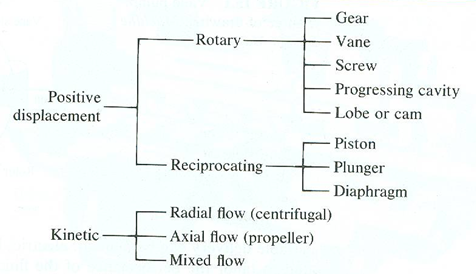 Positive
displacement
Rotary
Gear
Vane
Screw
Progressing cavity
Lobe or cam
Reciprocating
Piston
Plunger
Diaphragm
Kinetic
Radial flow (centrifugal)
Axial flow (propeller)
Mixed flow